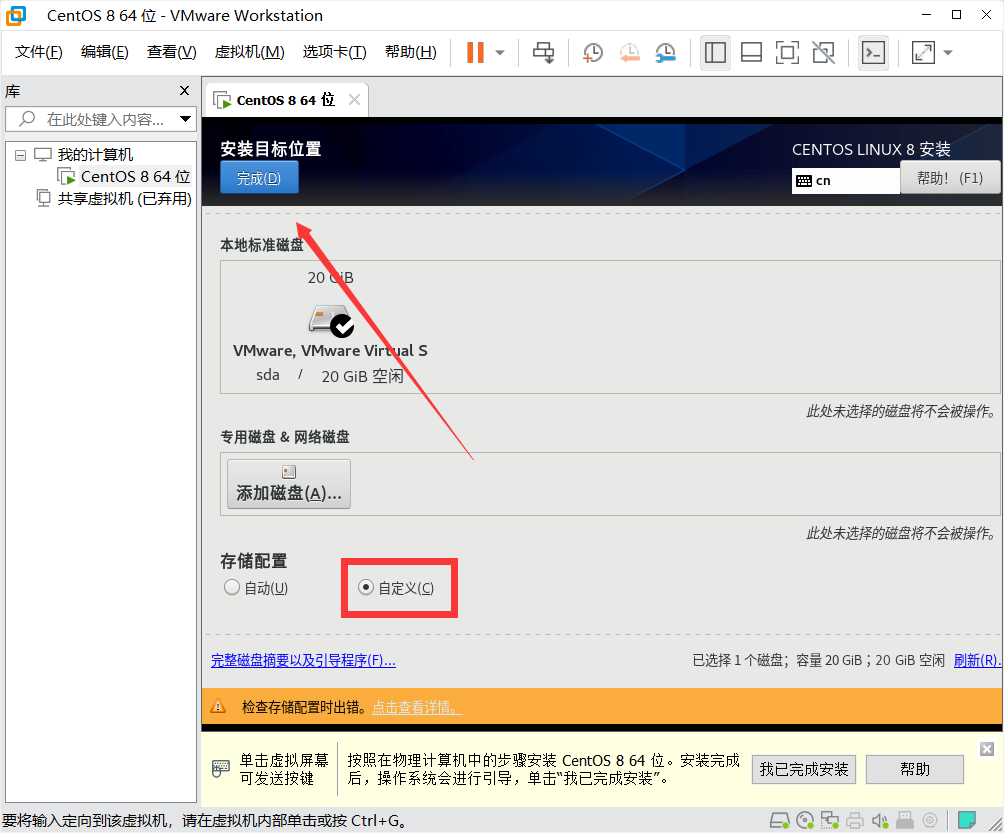 CentOS 8 64 位 - VMware Workstation
文件(F) 编辑(E) 查看(V) 虚拟机(M) 选项卡(T) 帮助(H)
库
在此处键入内容...
我的计算机
CentOS 8 64 位
共享虚拟机 (已弃用)
CentOS 8 64 位
安装目标位置
完成(D)
CENTOS LINUX 8 安装
cn
帮助！(F1)
本地标准磁盘
20 GiB
VMware, VMware Virtual S
sda / 20 GiB 空闲
此处未选择的磁盘将不会被操作。
专用磁盘 & 网络磁盘
添加磁盘(A)...
此处未选择的磁盘将不会被操作。
存储配置
自动(U)
自定义(C)
完整磁盘摘要以及引导程序(F)...
已选择 1 个磁盘；容量 20 GiB；20 GiB 空闲 刷新(R).
检查存储配置时出错。点击查看详情。
单击虚拟屏幕
可发送按键
按照在物理计算机中的步骤安装 CentOS 8 64 位。安装完成
后，操作系统会进行引导，单击“我已完成安装”。
我已完成安装
帮助
要将输入定向到该虚拟机，请在虚拟机内部单击或按 Ctrl+G。